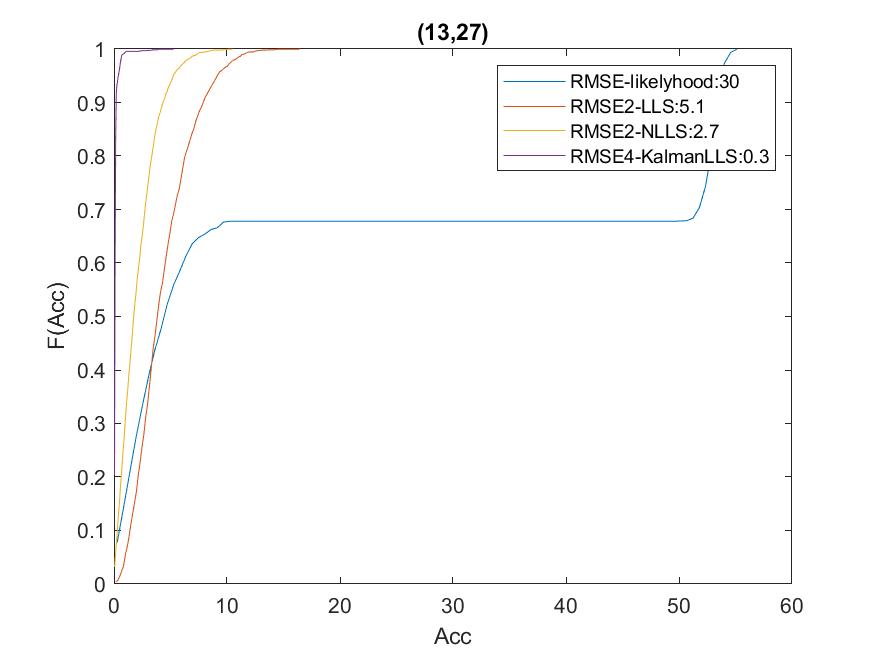 (13,27)
1
0.9
0.8
0.7
0.6
0.5
0.4
0.3
0.2
0.1
0
F(Acc)
RMSE-likelyhood:30
RMSE2-LLS:5.1
RMSE2-NLLS:2.7
RMSE4-KalmanLLS:0.3
0 10 20 30 40 50 60
Acc